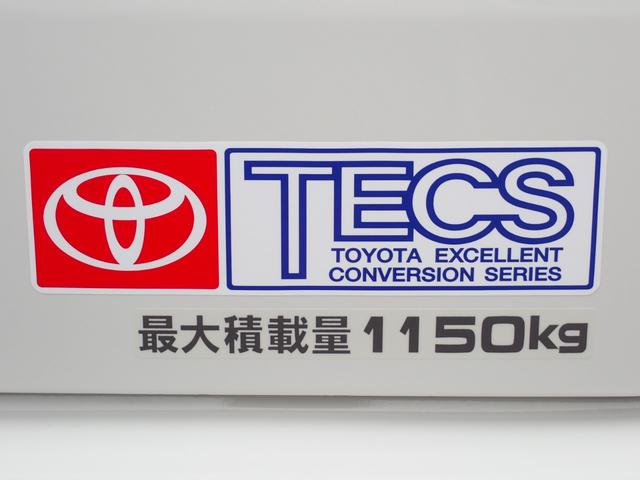 TECS
TOYOTA EXCELLENT
CONVERSION SERIES
最大積載量 1150kg